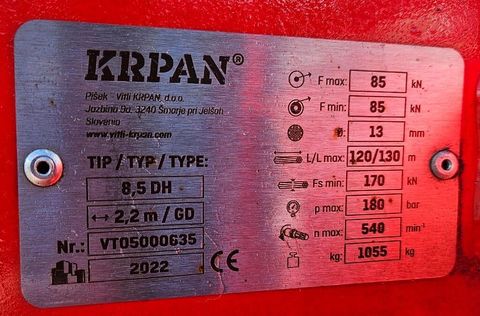 KRPAN®
Pišek - Vitli KRPAN, d.o.o.
Jazbina 9a, 3240 Šmarje pri Jelšah
Slovenia
www.vitli-krpan.com
TIP / TYP / TYPE:
8,5 DH
↔ 2,2 m / GD
Nr.: VT05000635
2022 CE
F max: 85 kN
F min: 85 kN
ø: 13 mm
L/L max: 120/130 m
Fs min: 170 kN
p max: 180 bar
n max: 540 min⁻¹
kg: 1055 kg